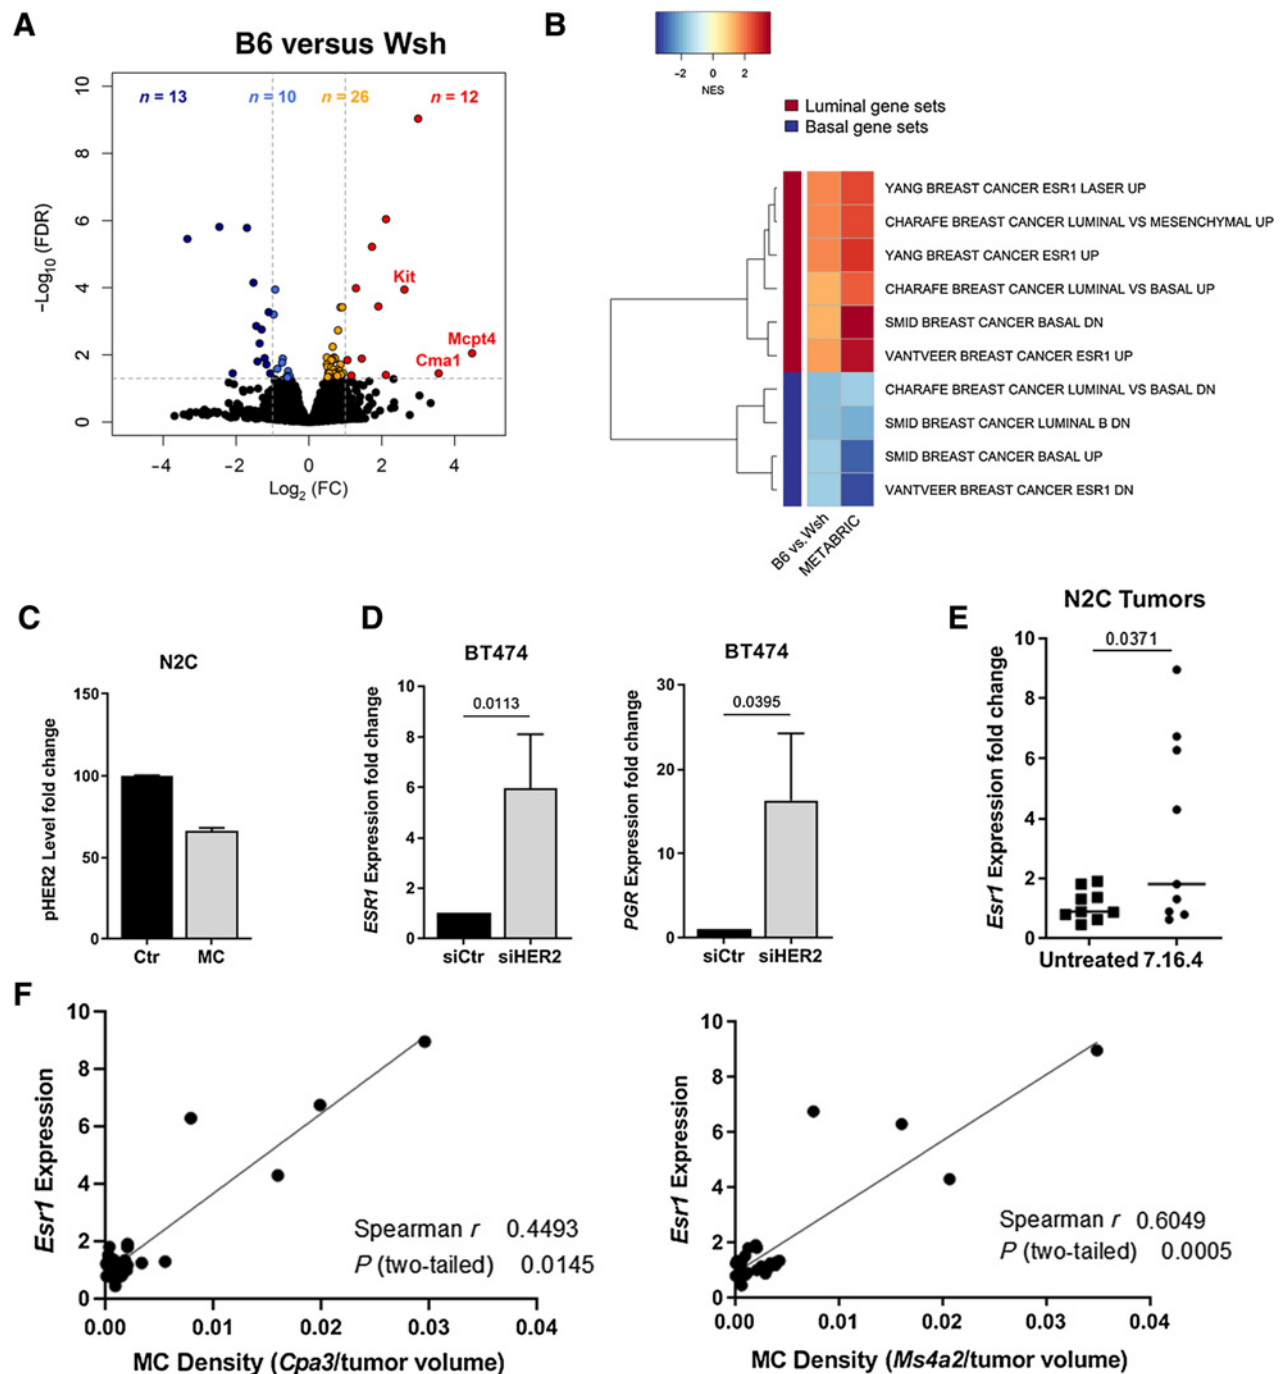 A
B6 versus Wsh
n = 13
n = 10
n = 26
n = 12
Kit
Mcpt4
Cma1
10
8
6
4
2
0
−Log10 (FDR)
−4
−2
0
2
4
Log2 (FC)
B
−2
0
2
NES
Luminal gene sets
Basal gene sets
YANG BREAST CANCER ESR1 LASER UP
CHARAFE BREAST CANCER LUMINAL VS MESENCHYMAL UP
YANG BREAST CANCER ESR1 UP
CHARAFE BREAST CANCER LUMINAL VS BASAL UP
SMID BREAST CANCER BASAL DN
VANTVEER BREAST CANCER ESR1 UP
CHARAFE BREAST CANCER LUMINAL VS BASAL DN
SMID BREAST CANCER LUMINAL B DN
SMID BREAST CANCER BASAL UP
VANTVEER BREAST CANCER ESR1 DN
B6 vs. Wsh
METABRIC
C
N2C
pHER2 Level fold change
150
100
50
0
Ctr
MC
D
BT474
ESR1 Expression fold change
10
8
6
4
2
0
0.0113
siCtr
siHER2
BT474
PGR Expression fold change
30
20
10
0
0.0395
siCtr
siHER2
E
N2C Tumors
Esr1 Expression fold change
10
8
6
4
2
0
0.0371
Untreated
7.16.4
F
Esr1 Expression
10
8
6
4
2
0
Spearman r 0.4493
P (two-tailed) 0.0145
0.00
0.01
0.02
0.03
0.04
MC Density (Cpa3/tumor volume)
Esr1 Expression
10
8
6
4
2
0
Spearman r 0.6049
P (two-tailed) 0.0005
0.00
0.01
0.02
0.03
0.04
MC Density (Ms4a2/tumor volume)